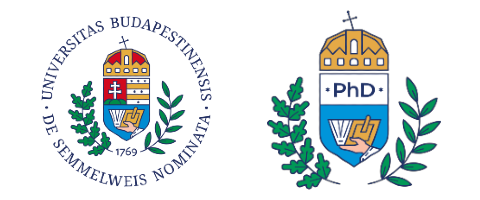 · UNIVERSITAS BUDAPESTINENSIS ·
DE SEMMELWEIS NOMINATA
1769
· PhD ·